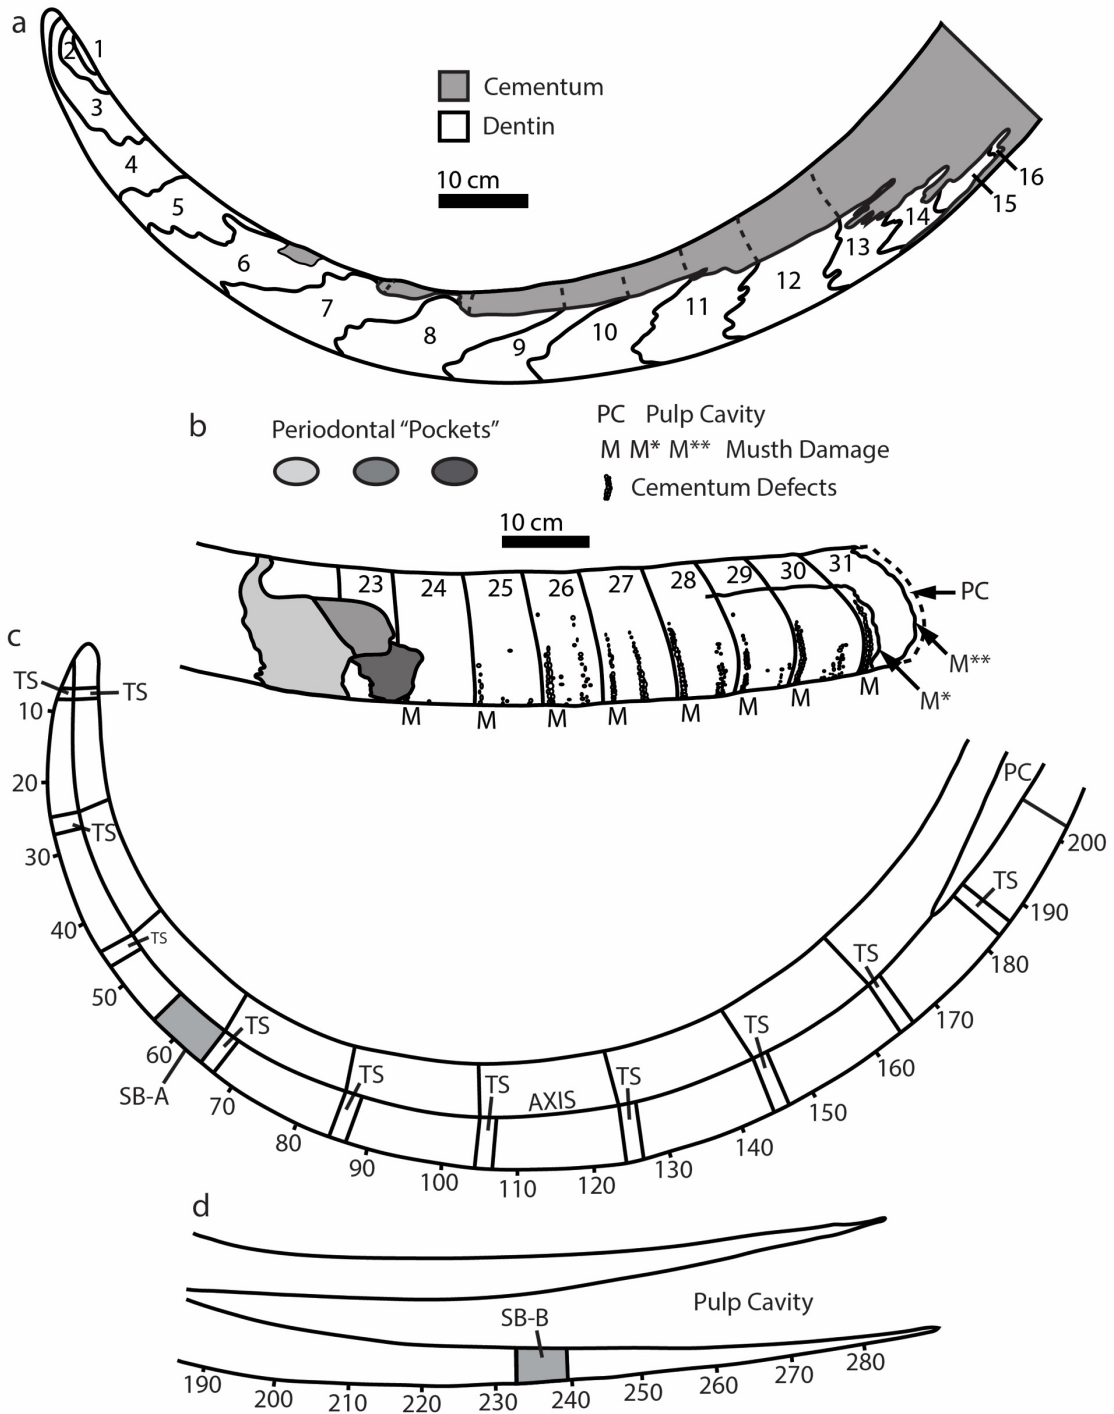 a
1
2
3
4
5
6
7
8
9
10
11
12
13
14
15
16
Cementum
Dentin
10 cm
b
Periodontal “Pockets”
PC Pulp Cavity
M M* M** Musth Damage
Cementum Defects
10 cm
23 24 25 26 27 28 29 30 31
PC
M**
M*
M M M M M M M
c
TS TS
10
20
TS
30
40
TS
50
60
SB-A
TS
70
80
TS
90
100
TS
AXIS
110
120
TS
130
140
TS
150
160
TS
170
180
TS
190
200
PC
d
Pulp Cavity
SB-B
190 200 210 220 230 240 250 260 270 280